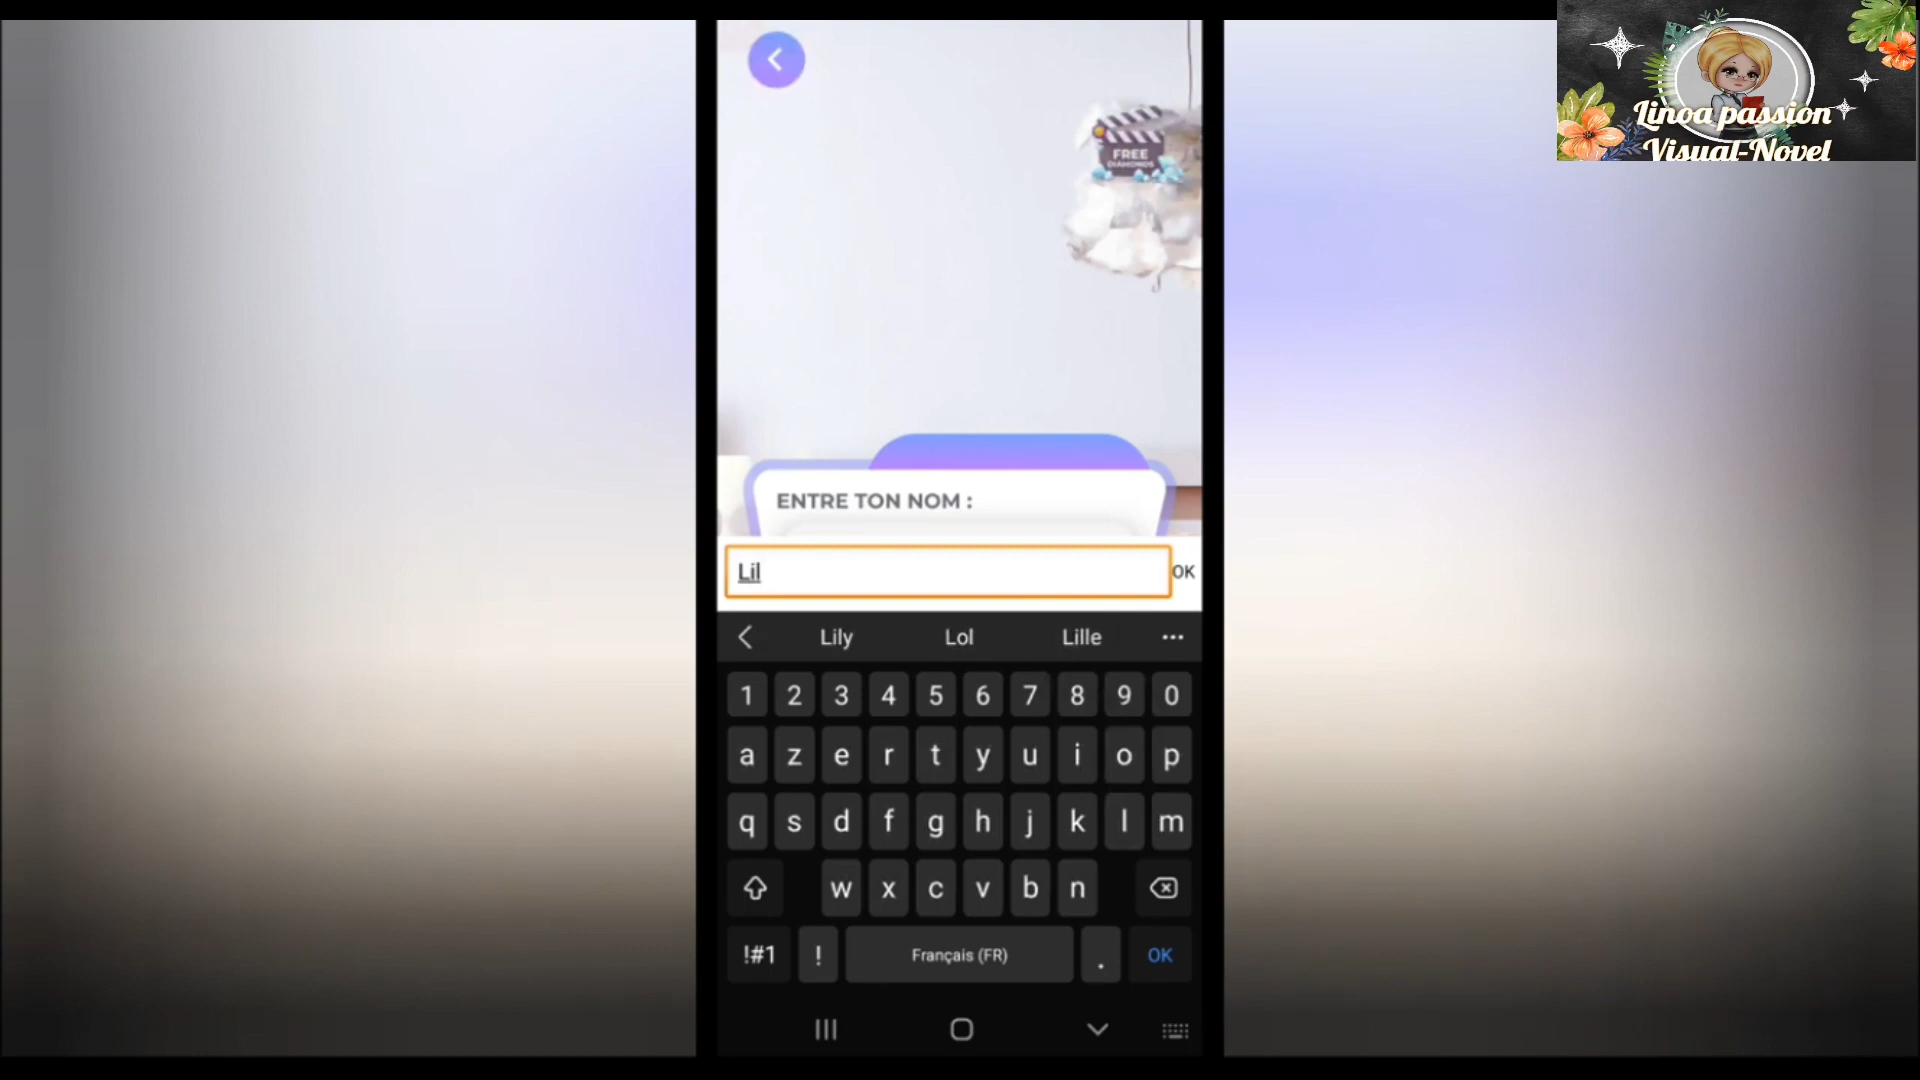 FREE
DIAMONDS
Linoa passion
Visual-Novel
ENTRE TON NOM :
Lil
OK
Lily Lol Lille
1 2 3 4 5 6 7 8 9 0
a z e r t y u i o p
q s d f g h j k l m
w x c v b n
!#1 ! Français (FR) . OK